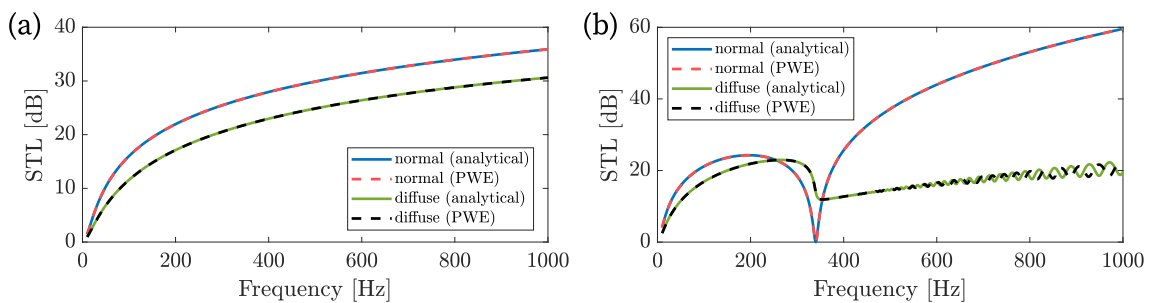 (a)
STL [dB]
40
30
20
10
0
normal (analytical)
normal (PWE)
diffuse (analytical)
diffuse (PWE)
0 200 400 600 800 1000
Frequency [Hz]
(b)
STL [dB]
60
40
20
0
normal (analytical)
normal (PWE)
diffuse (analytical)
diffuse (PWE)
0 200 400 600 800 1000
Frequency [Hz]